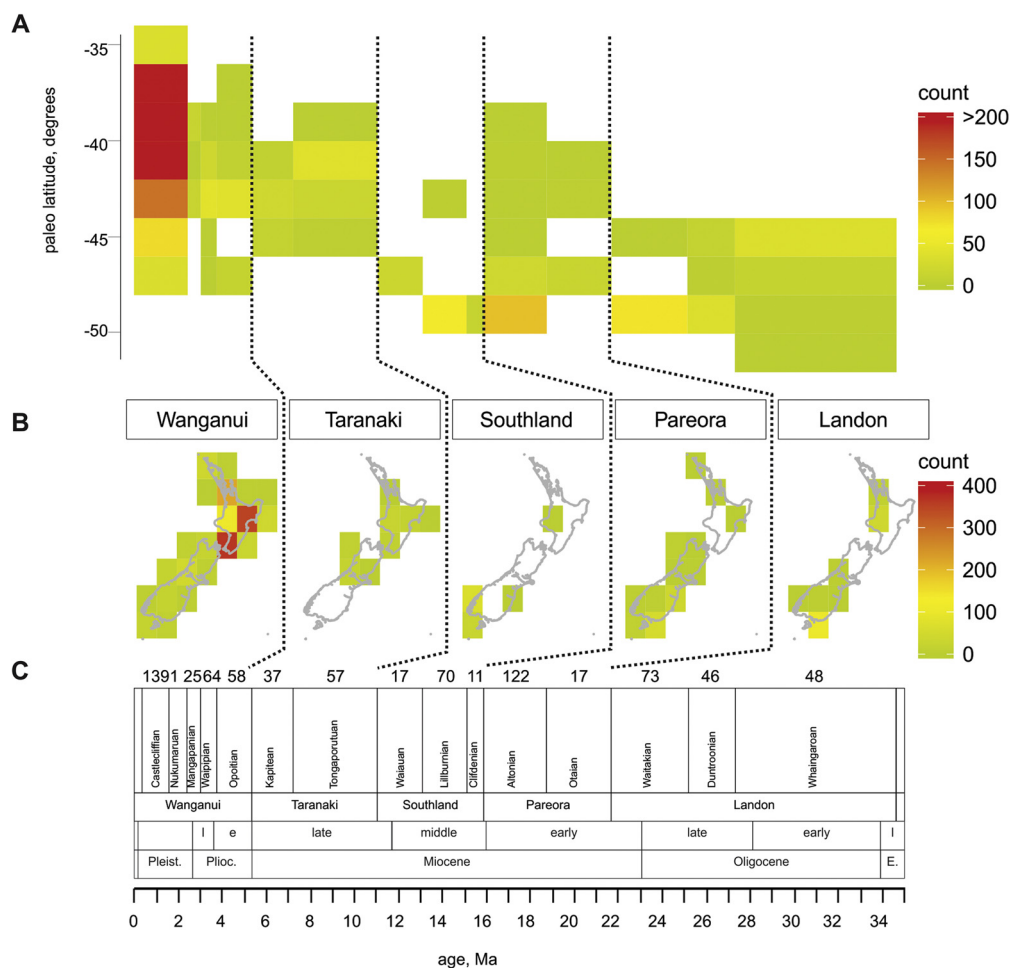 A
-35
-40
-45
-50
paleo latitude, degrees
count
>200
150
100
50
0
B
Wanganui
Taranaki
Southland
Pareora
Landon
count
400
300
200
100
0
C
1391 25 64 58 37 57 17 70 11 122 17 73 46 48
Castlecliffian
Nukumaruan
Mangapanian
Waipipian
Opoitian
Kapitean
Tongaporutuan
Waiauan
Lillburnian
Clifdenian
Altonian
Otaian
Waitakian
Duntroonian
Whaingaroan
Wanganui Taranaki Southland Pareora Landon
l e late middle early late early l
Pleist. Plioc. Miocene Oligocene E.
0 2 4 6 8 10 12 14 16 18 20 22 24 26 28 30 32 34
age, Ma